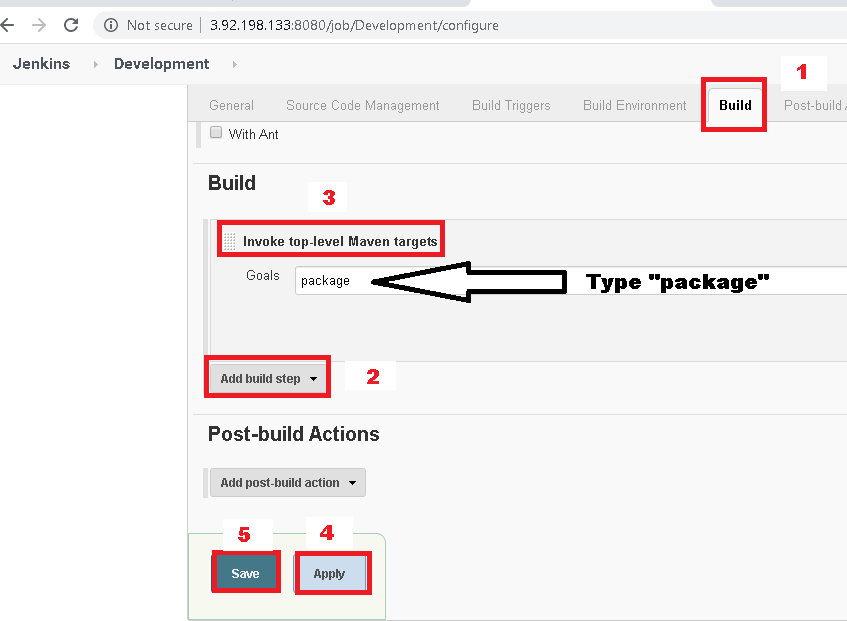 Not secure | 3.92.198.133:8080/job/Development/configure
Jenkins Development
1
General Source Code Management Build Triggers Build Environment Build Post-build
With Ant
Build
3
Invoke top-level Maven targets
Goals package Type "package"
Add build step 2
Post-build Actions
Add post-build action
5 4
Save Apply